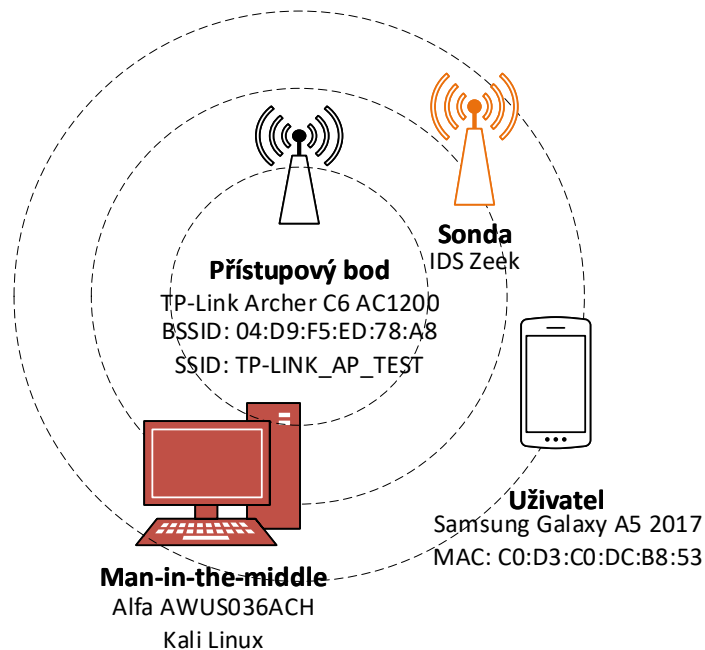 Sonda
IDS Zeek
Přístupový bod
TP-Link Archer C6 AC1200
BSSID: 04:D9:F5:ED:78:A8
SSID: TP-LINK_AP_TEST
Uživatel
Samsung Galaxy A5 2017
MAC: C0:D3:C0:DC:B8:53
Man-in-the-middle
Alfa AWUS036ACH
Kali Linux